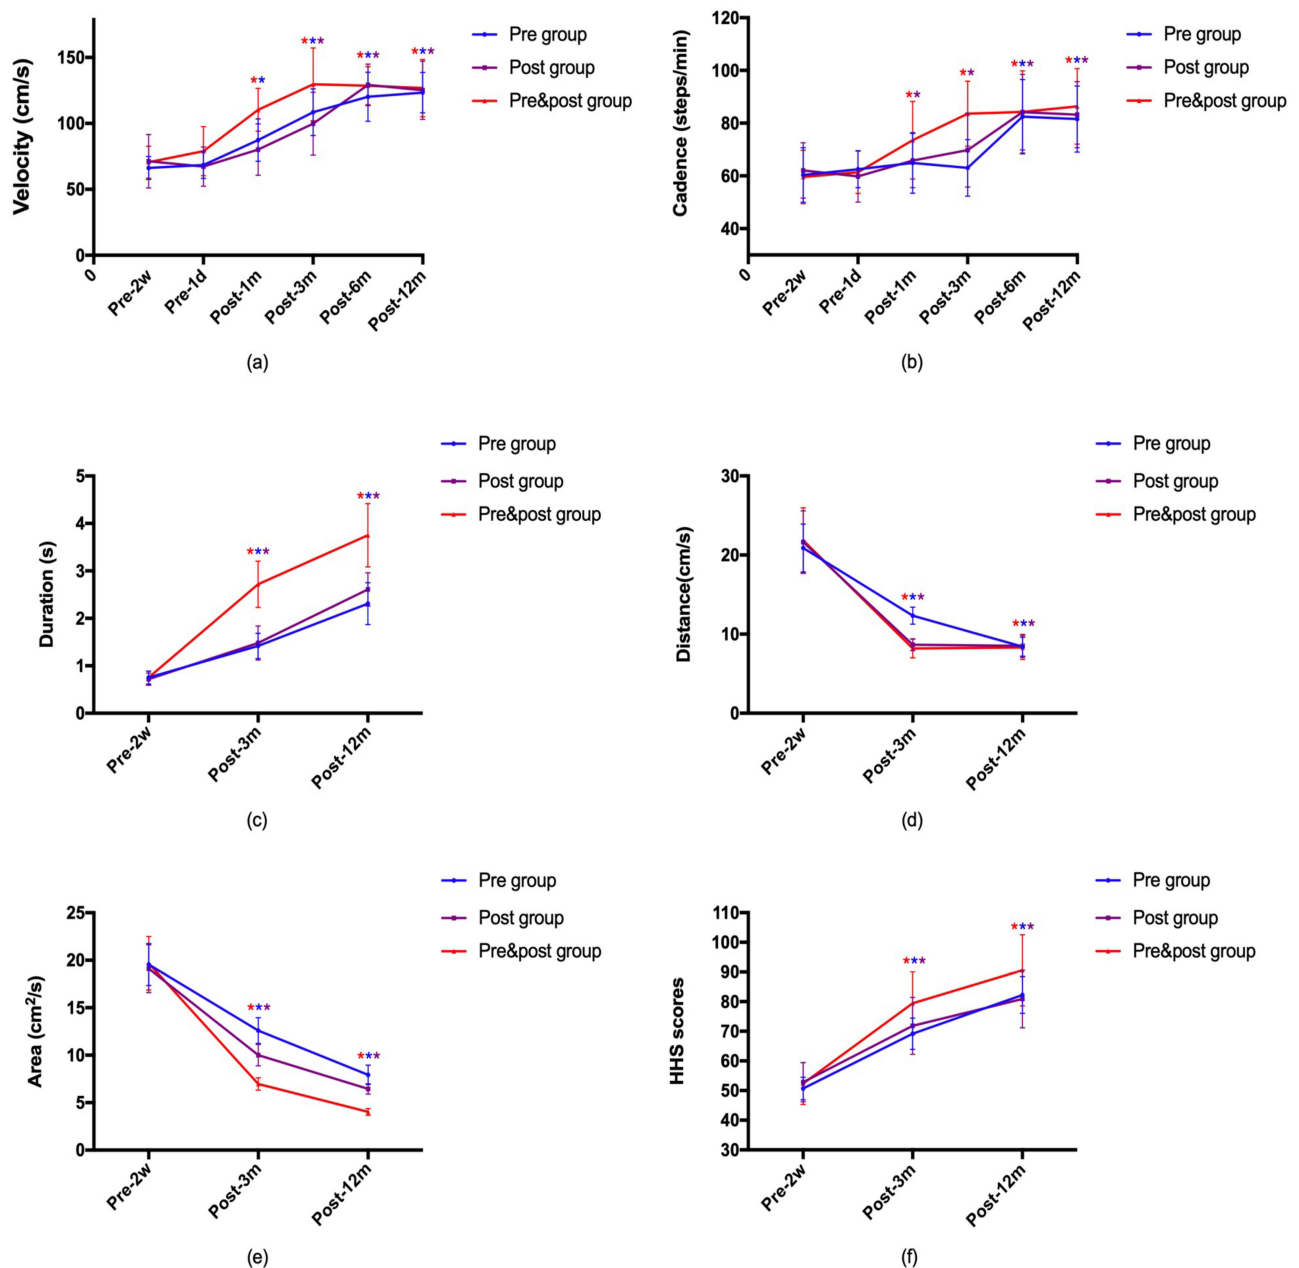 Velocity (cm/s)
150
100
50
0
0
Pre-2w
Pre-1d
Post-1m
Post-3m
Post-6m
Post-12m
**
***
***
***
Pre group
Post group
Pre&post group
(a)
Cadence (steps/min)
120
100
80
60
40
0
Pre-2w
Pre-1d
Post-1m
Post-3m
Post-6m
Post-12m
**
**
***
***
Pre group
Post group
Pre&post group
(b)
Duration (s)
5
4
3
2
1
0
Pre-2w
Post-3m
Post-12m
***
***
Pre group
Post group
Pre&post group
(c)
Distance(cm/s)
30
20
10
0
Pre-2w
Post-3m
Post-12m
***
***
Pre group
Post group
Pre&post group
(d)
Area (cm²/s)
25
20
15
10
5
0
Pre-2w
Post-3m
Post-12m
***
***
Pre group
Post group
Pre&post group
(e)
HHS scores
110
100
90
80
70
60
50
40
30
Pre-2w
Post-3m
Post-12m
***
***
Pre group
Post group
Pre&post group
(f)